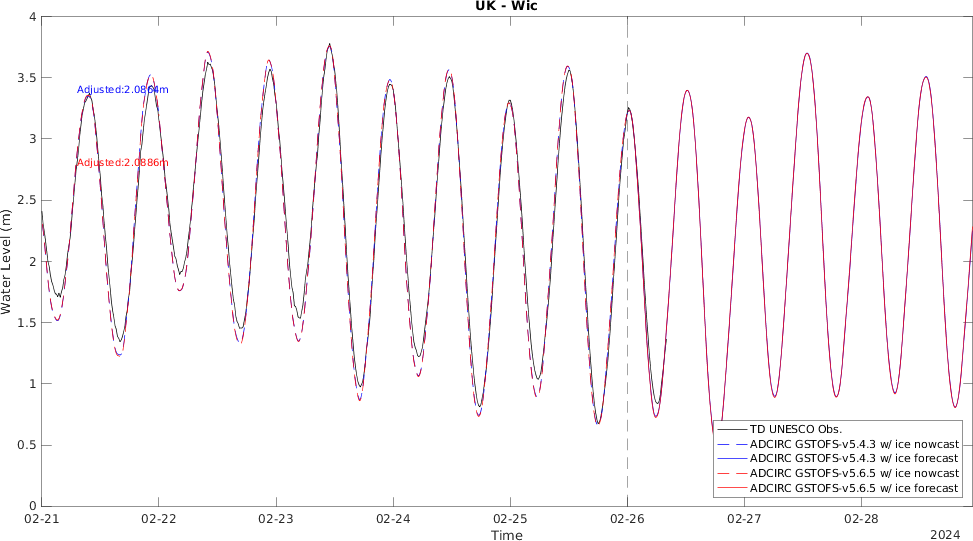 UK - Wic
4
3.5
3
2.5
2
1.5
1
0.5
0
Water Level (m)
Adjusted:2.0864m
Adjusted:2.0886m
TD UNESCO Obs.
ADCIRC GSTOFS-v5.4.3 w/ ice nowcast
ADCIRC GSTOFS-v5.4.3 w/ ice forecast
ADCIRC GSTOFS-v5.6.5 w/ ice nowcast
ADCIRC GSTOFS-v5.6.5 w/ ice forecast
02-21 02-22 02-23 02-24 02-25 02-26 02-27 02-28
Time
2024